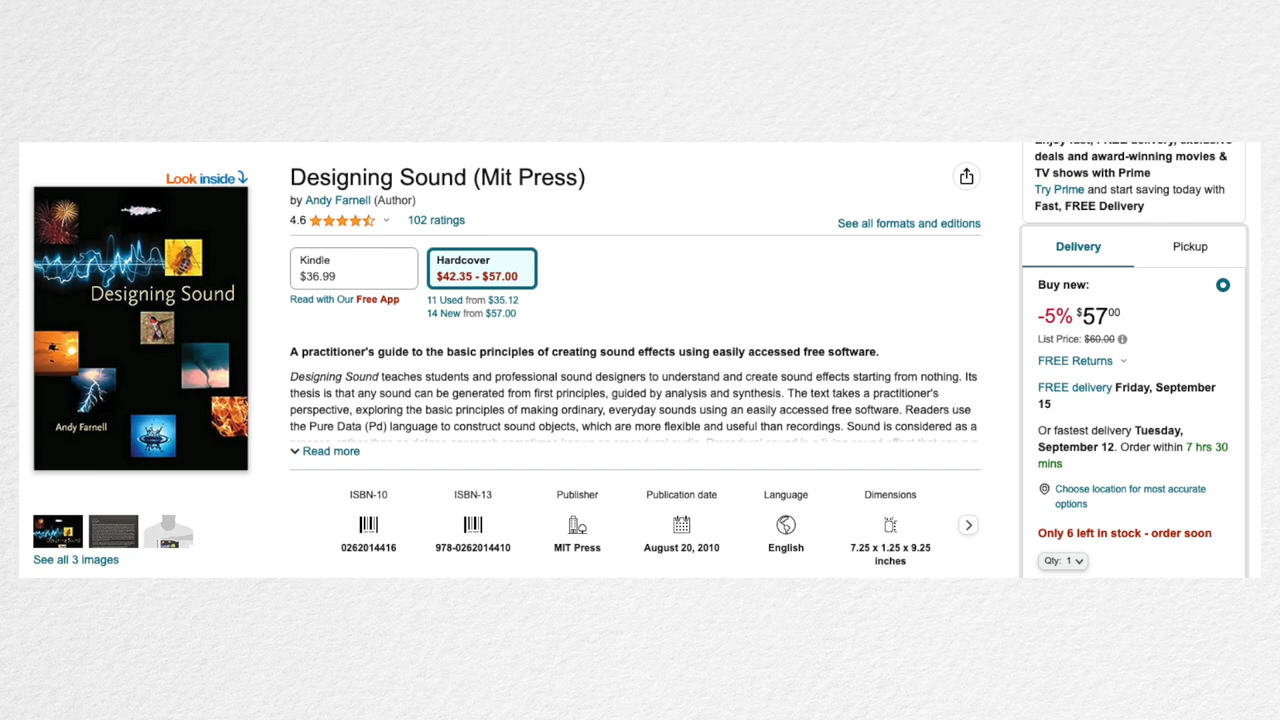 Look inside
Designing Sound
Andy Farnell
See all 3 images
Designing Sound (Mit Press)
by Andy Farnell (Author)
4.6
102 ratings
See all formats and editions
Kindle
$36.99
Hardcover
$42.35 - $57.00
Read with Our Free App
11 Used from $35.12
14 New from $57.00
A practitioner's guide to the basic principles of creating sound effects using easily accessed free software.
Designing Sound teaches students and professional sound designers to understand and create sound effects starting from nothing. Its
thesis is that any sound can be generated from first principles, guided by analysis and synthesis. The text takes a practitioner's
perspective, exploring the basic principles of making ordinary, everyday sounds using an easily accessed free software. Readers use
the Pure Data (Pd) language to construct sound objects, which are more flexible and useful than recordings. Sound is considered as a
Read more
ISBN-10
0262014416
ISBN-13
978-0262014410
Publisher
MIT Press
Publication date
August 20, 2010
Language
English
Dimensions
7.25 x 1.25 x 9.25
inches
Enjoy fast, FREE delivery, exclusive
deals and award-winning movies &
TV shows with Prime
Try Prime and start saving today with
Fast, FREE Delivery
Delivery
Pickup
Buy new:
-5% $5700
List Price: $60.00
FREE Returns
FREE delivery Friday, September
15
Or fastest delivery Tuesday,
September 12. Order within 7 hrs 30
mins
Choose location for most accurate
options
Only 6 left in stock - order soon
Qty: 1